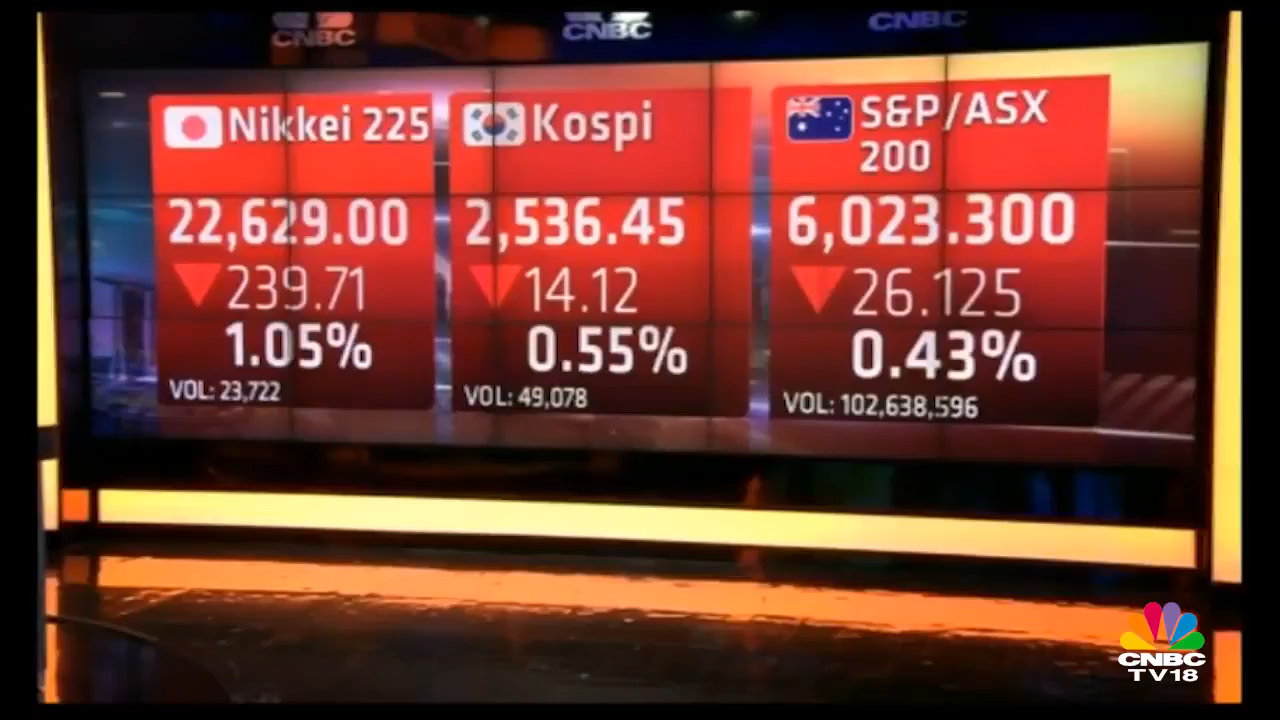 CNBC
CNBC
CNBC
Nikkei 225
22,629.00
239.71
1.05%
VOL: 23,722
Kospi
2,536.45
14.12
0.55%
VOL: 49,078
S&P/ASX
200
6,023.300
26.125
0.43%
VOL: 102,638,596
CNBC
TV18